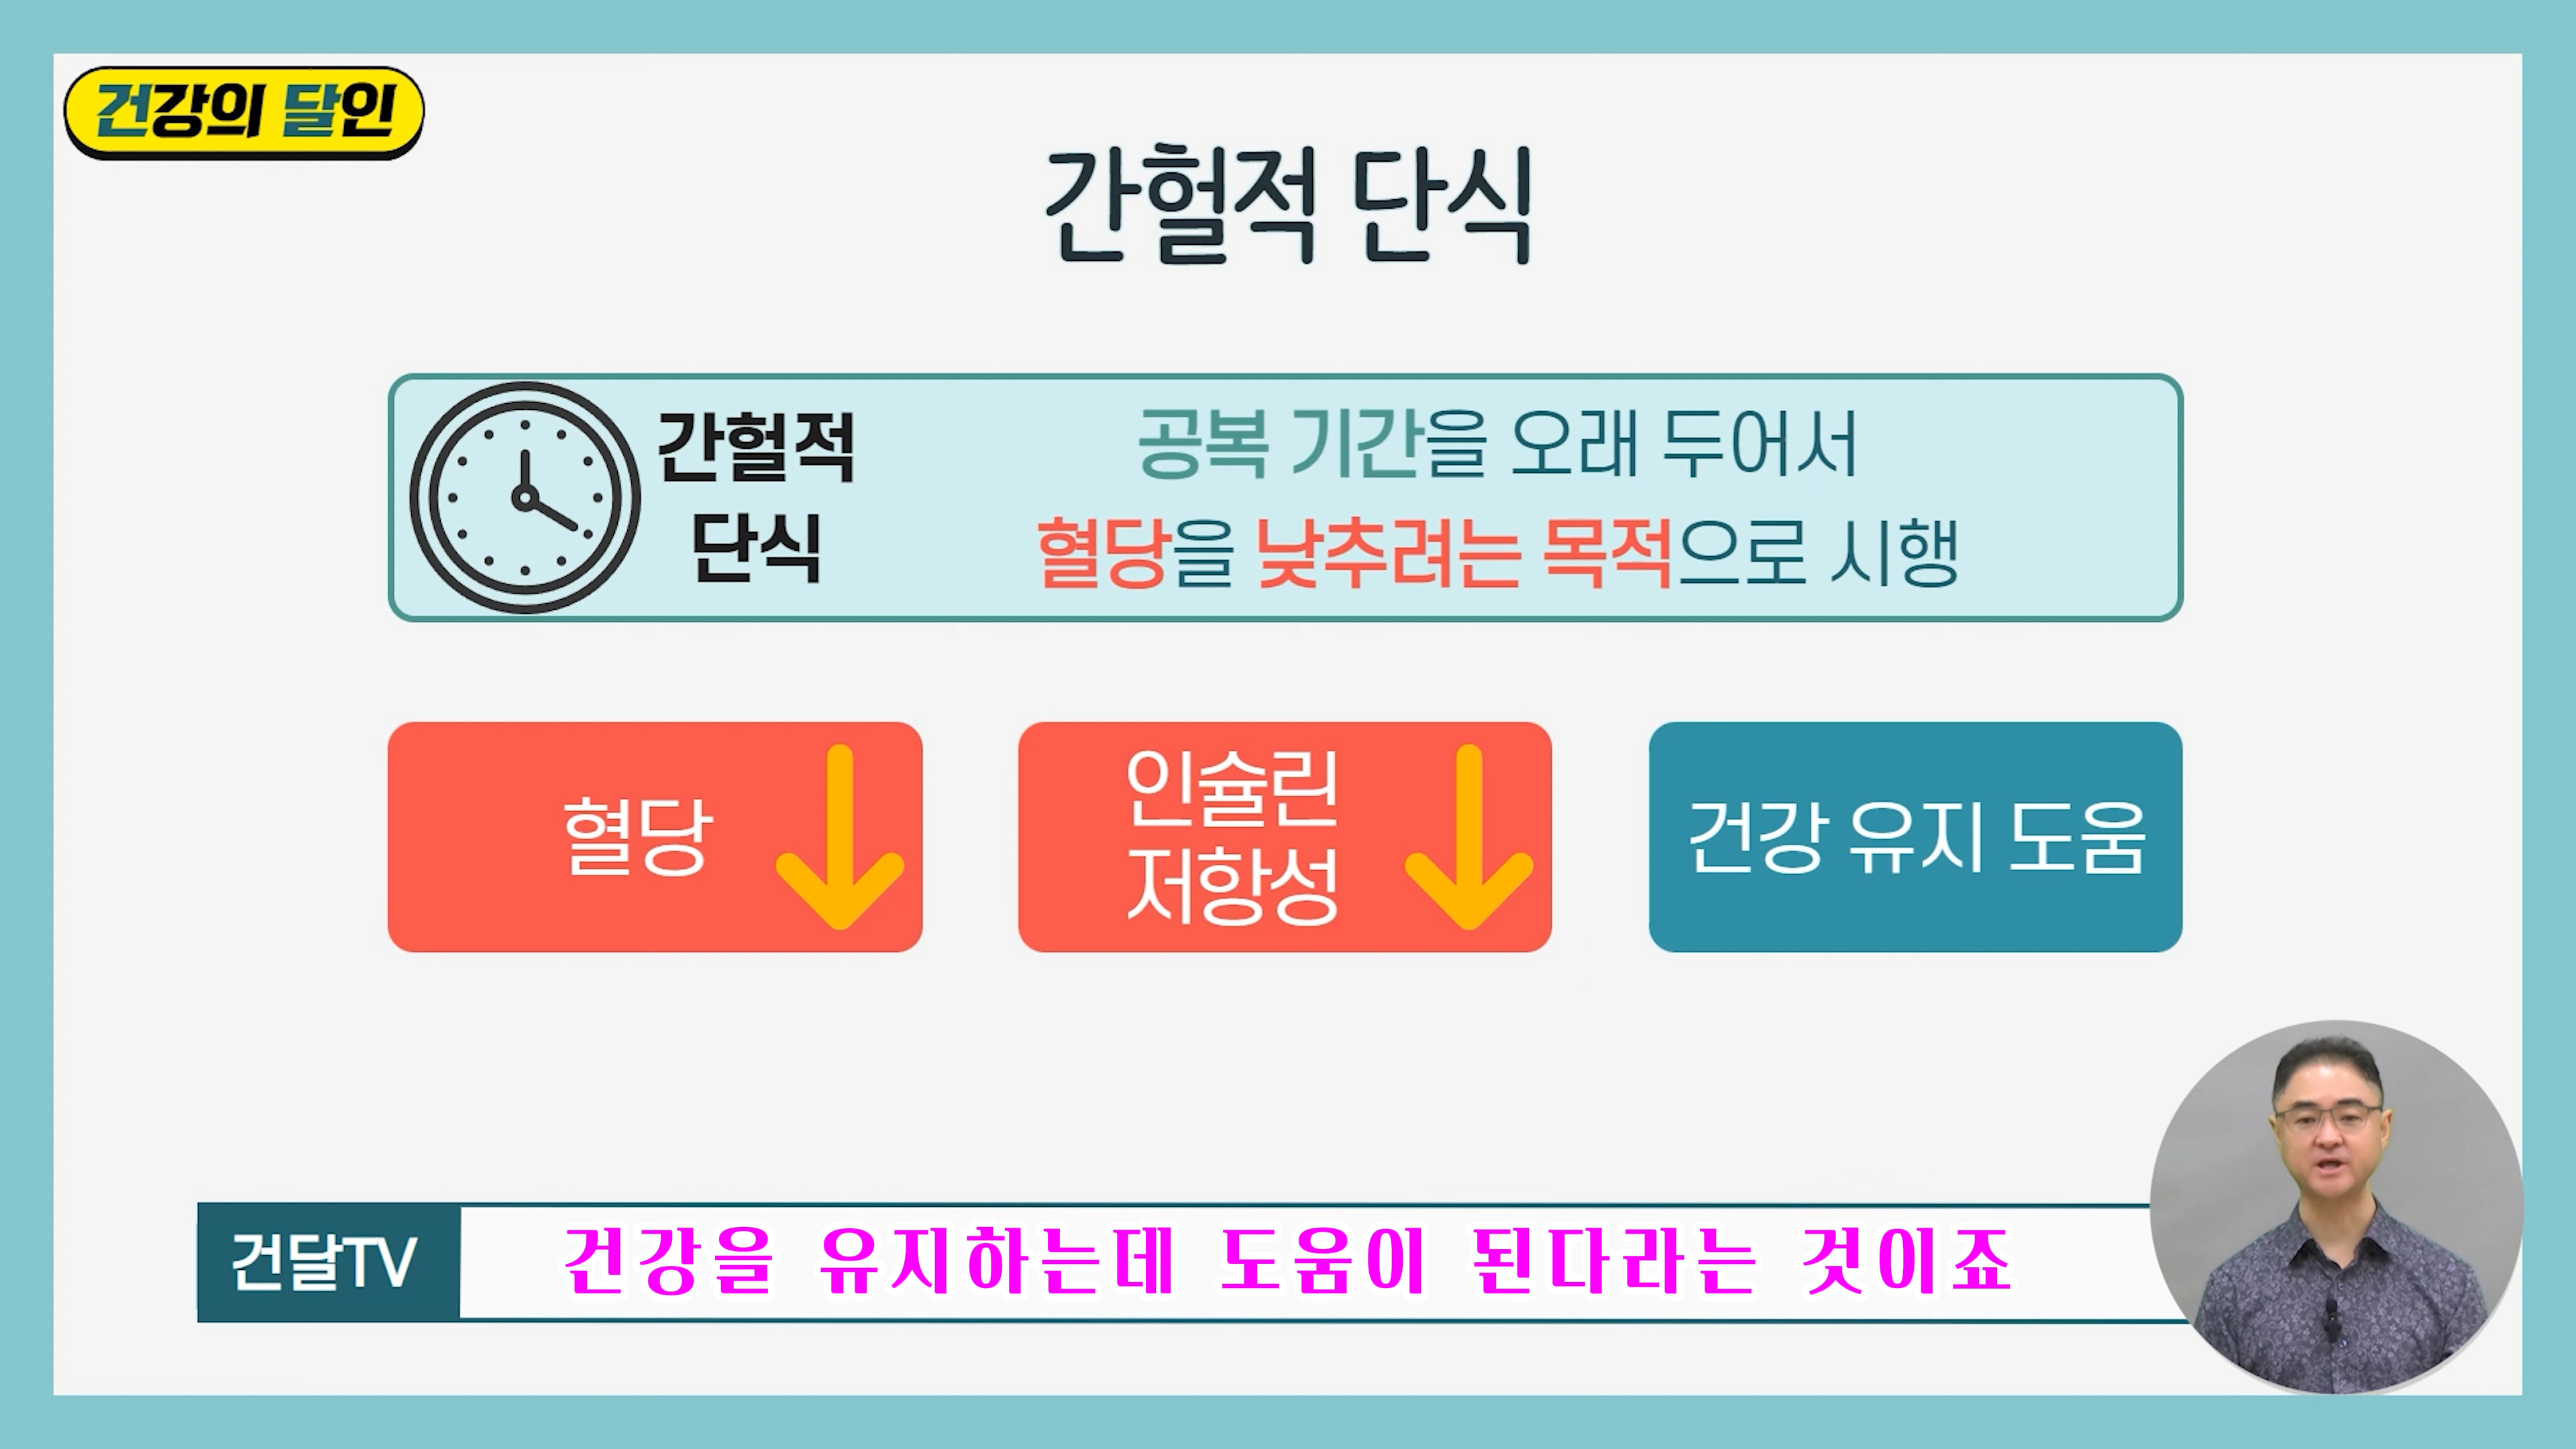 건강의 달인
간헐적 단식
간헐적
단식
공복 기간을 오래 두어서
혈당을 낮추려는 목적으로 시행
혈당
인슐린
저항성
건강 유지 도움
건달TV
건강을 유지하는데 도움이 된다라는 것이죠